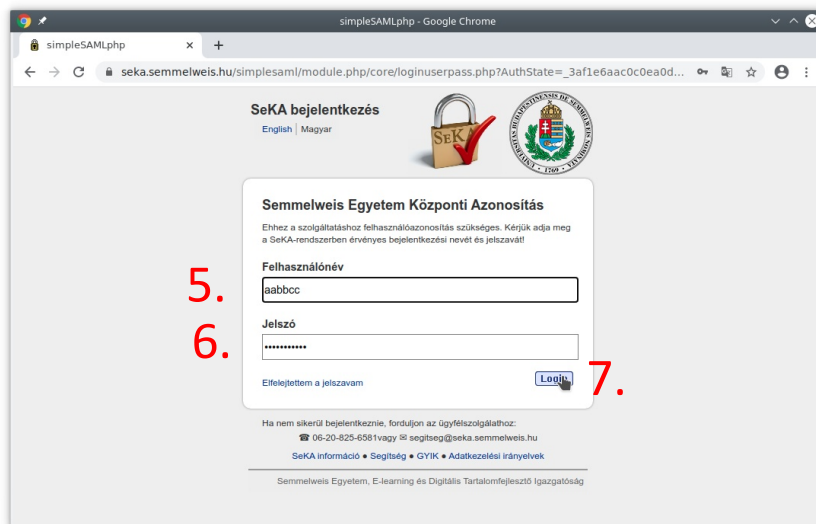 simpleSAMLphp - Google Chrome
simpleSAMLphp
seka.semmelweis.hu/simplesaml/module.php/core/loginuserpass.php?AuthState=_3af1e6aac0c0ea0d...
SeKA bejelentkezés
English | Magyar
SEKA
Semmelweis Egyetem Központi Azonosítás
Ehhez a szolgáltatáshoz felhasználóazonosítás szükséges. Kérjük adja meg
a SeKA-rendszerben érvényes bejelentkezési nevét és jelszavát!
Felhasználónév
5.
aabbcc
Jelszó
6.
•••••••••••
Elfelejtettem a jelszavam
Login
7.
Ha nem sikerül bejelentkeznie, forduljon az ügyfélszolgálathoz:
☎ 06-20-825-6581vagy ✉ segitseg@seka.semmelweis.hu
SeKA információ ● Segítség ● GYIK ● Adatkezelési irányelvek
Semmelweis Egyetem, E-learning és Digitális Tartalomfejlesztő Igazgatóság